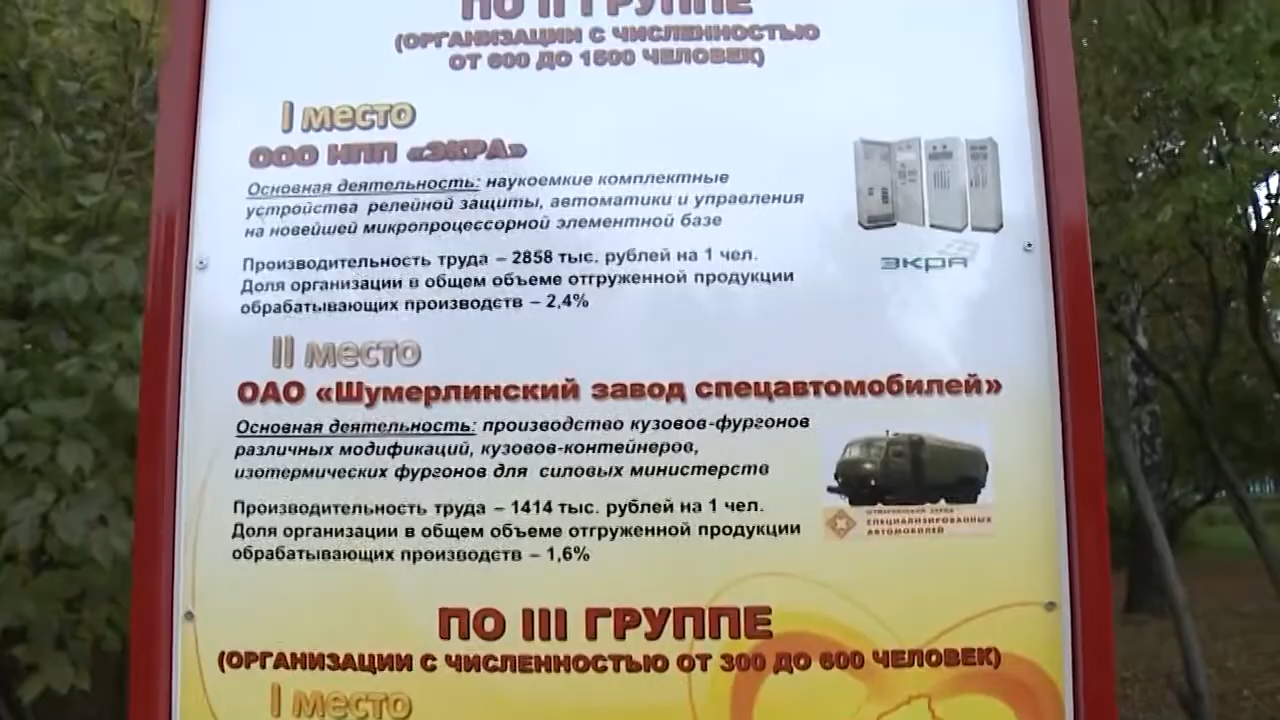 ПО II ГРУППЕ
(ОРГАНИЗАЦИИ С ЧИСЛЕННОСТЬЮ
ОТ 600 ДО 1500 ЧЕЛОВЕК)
I место
ООО НПП «ЭКРА»
Основная деятельность: наукоемкие комплектные
устройства релейной защиты, автоматики и управления
на новейшей микропроцессорной элементной базе
Производительность труда – 2858 тыс. рублей на 1 чел.
Доля организации в общем объеме отгруженной продукции
обрабатывающих производств – 2,4%
ЭКРА
II место
ОАО «Шумерлинский завод спецавтомобилей»
Основная деятельность: производство кузовов-фургонов
различных модификаций, кузовов-контейнеров,
изотермических фургонов для силовых министерств
Производительность труда – 1414 тыс. рублей на 1 чел.
Доля организации в общем объеме отгруженной продукции
обрабатывающих производств – 1,6%
ШУМЕРЛИНСКИЙ ЗАВОД
СПЕЦИАЛИЗИРОВАННЫХ
АВТОМОБИЛЕЙ
ПО III ГРУППЕ
(ОРГАНИЗАЦИИ С ЧИСЛЕННОСТЬЮ ОТ 300 ДО 600 ЧЕЛОВЕК)
I место